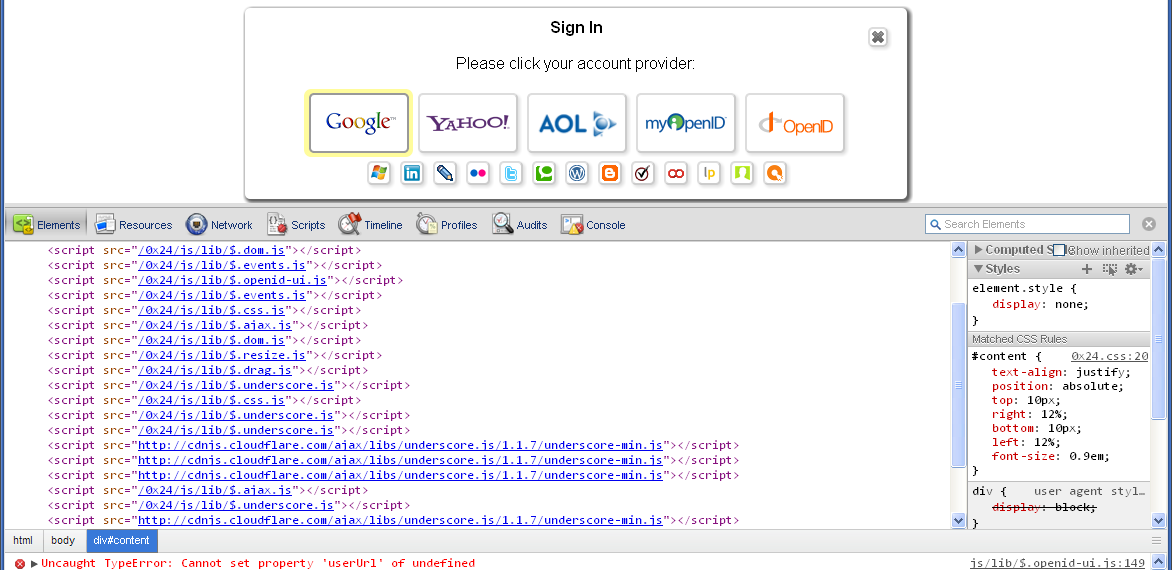 Sign In
Please click your account provider:
Google™ YAHOO! AOL myOpenID OpenID
lp
Elements Resources Network Scripts Timeline Profiles Audits Console Search Elements
<script src="/0x24/js/lib/$.dom.js"></script>
<script src="/0x24/js/lib/$.events.js"></script>
<script src="/0x24/js/lib/$.openid-ui.js"></script>
<script src="/0x24/js/lib/$.events.js"></script>
<script src="/0x24/js/lib/$.css.js"></script>
<script src="/0x24/js/lib/$.ajax.js"></script>
<script src="/0x24/js/lib/$.dom.js"></script>
<script src="/0x24/js/lib/$.resize.js"></script>
<script src="/0x24/js/lib/$.drag.js"></script>
<script src="/0x24/js/lib/$.underscore.js"></script>
<script src="/0x24/js/lib/$.css.js"></script>
<script src="/0x24/js/lib/$.underscore.js"></script>
<script src="/0x24/js/lib/$.underscore.js"></script>
<script src="http://cdnjs.cloudflare.com/ajax/libs/underscore.js/1.1.7/underscore-min.js"></script>
<script src="http://cdnjs.cloudflare.com/ajax/libs/underscore.js/1.1.7/underscore-min.js"></script>
<script src="http://cdnjs.cloudflare.com/ajax/libs/underscore.js/1.1.7/underscore-min.js"></script>
<script src="/0x24/js/lib/$.ajax.js"></script>
<script src="/0x24/js/lib/$.underscore.js"></script>
<script src="http://cdnjs.cloudflare.com/ajax/libs/underscore.js/1.1.7/underscore-min.js"></script>
Computed Show inherited
Styles
element.style {
display: none;
}
Matched CSS Rules
#content { 0x24.css:20
text-align: justify;
position: absolute;
top: 10px;
right: 12%;
bottom: 10px;
left: 12%;
font-size: 0.9em;
}
div { user agent styl…
display: block;
}
html body div#content
Uncaught TypeError: Cannot set property 'userUrl' of undefined js/lib/$.openid-ui.js:149